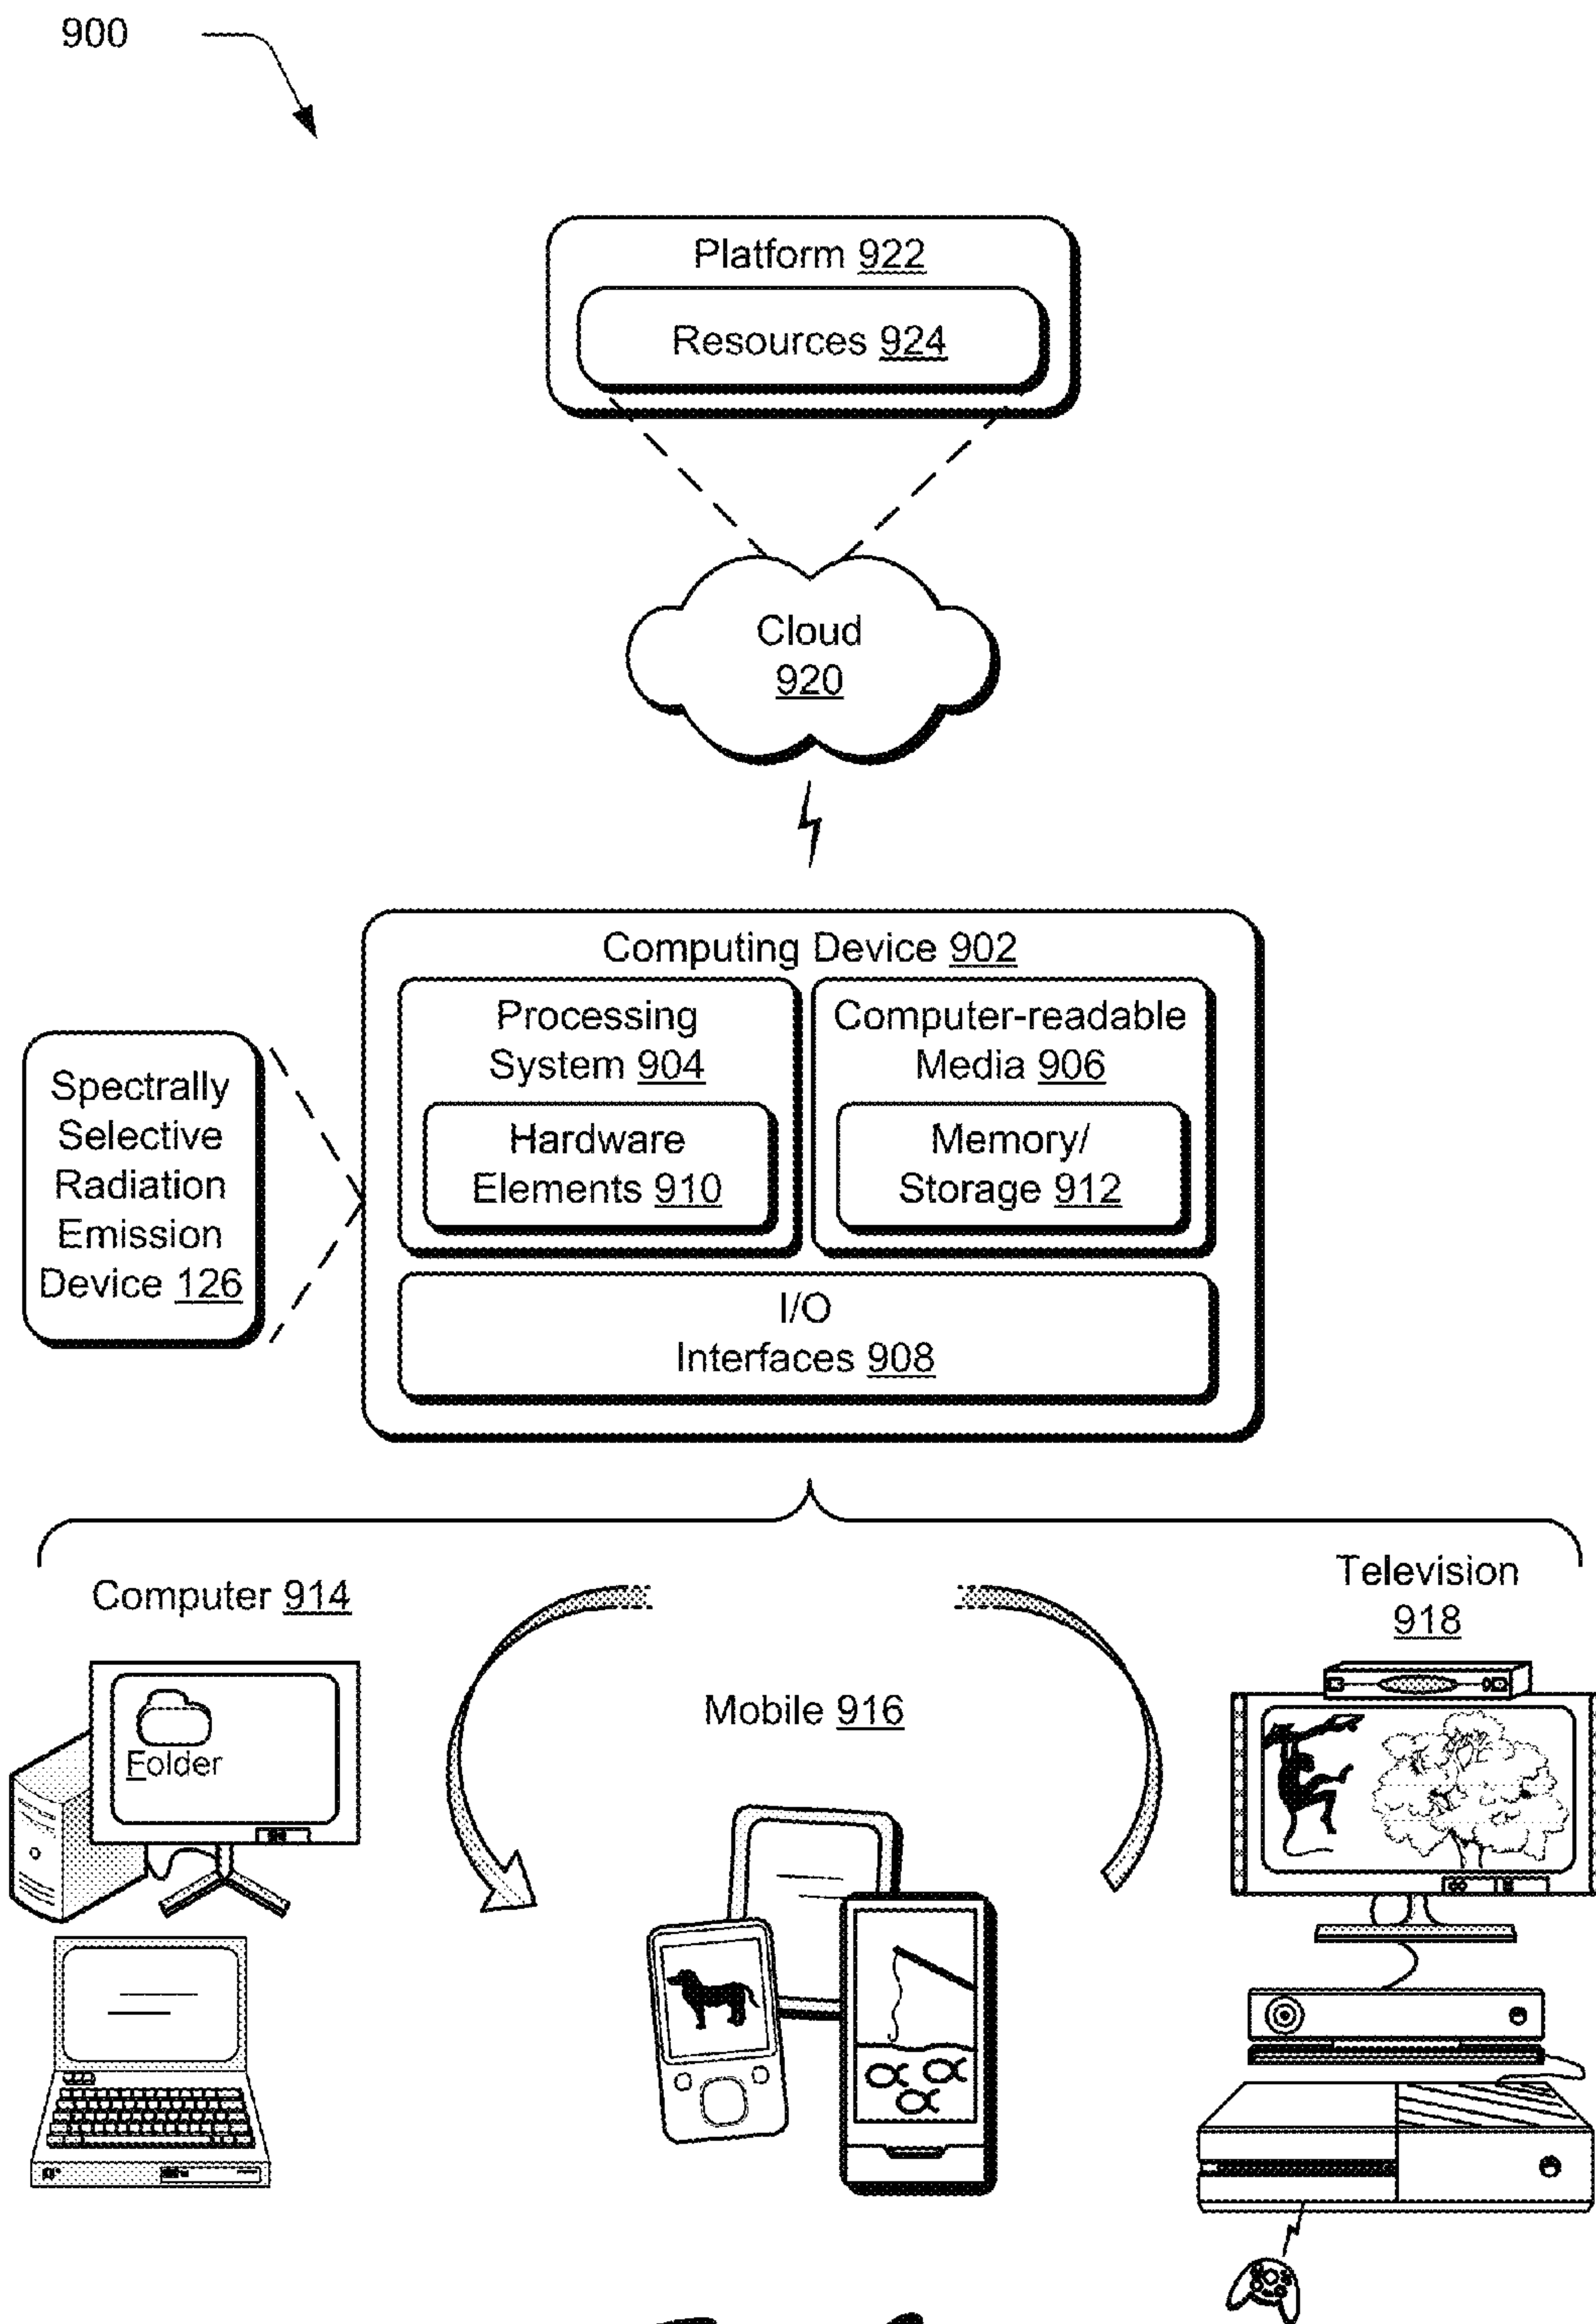 900
Platform 922
Resources 924
Cloud
920
Computing Device 902
Processing
System 904
Computer-readable
Media 906
Hardware
Elements 910
Memory/
Storage 912
I/O
Interfaces 908
Spectrally
Selective
Radiation
Emission
Device 126
Computer 914
Mobile 916
Television
918
Folder